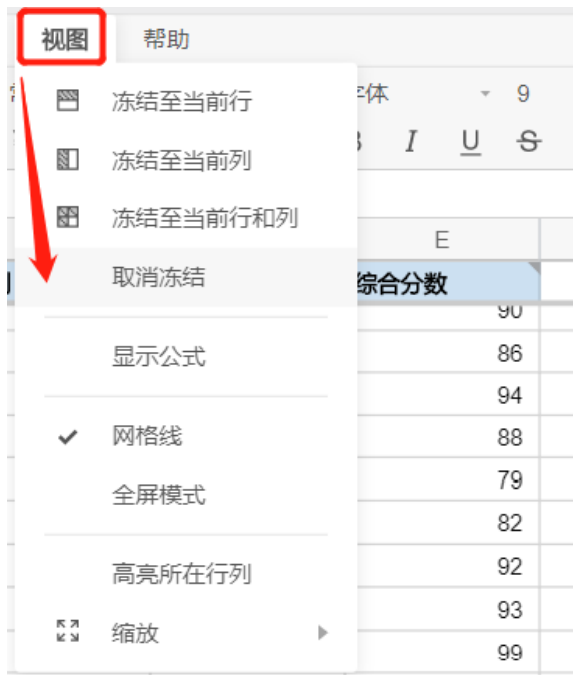 视图 帮助
冻结至当前行
字体 9
冻结至当前列
I U S
冻结至当前行和列
E
取消冻结
综合分数
90
显示公式
86
94
网格线
88
79
全屏模式
82
高亮所在行列
92
93
缩放
99